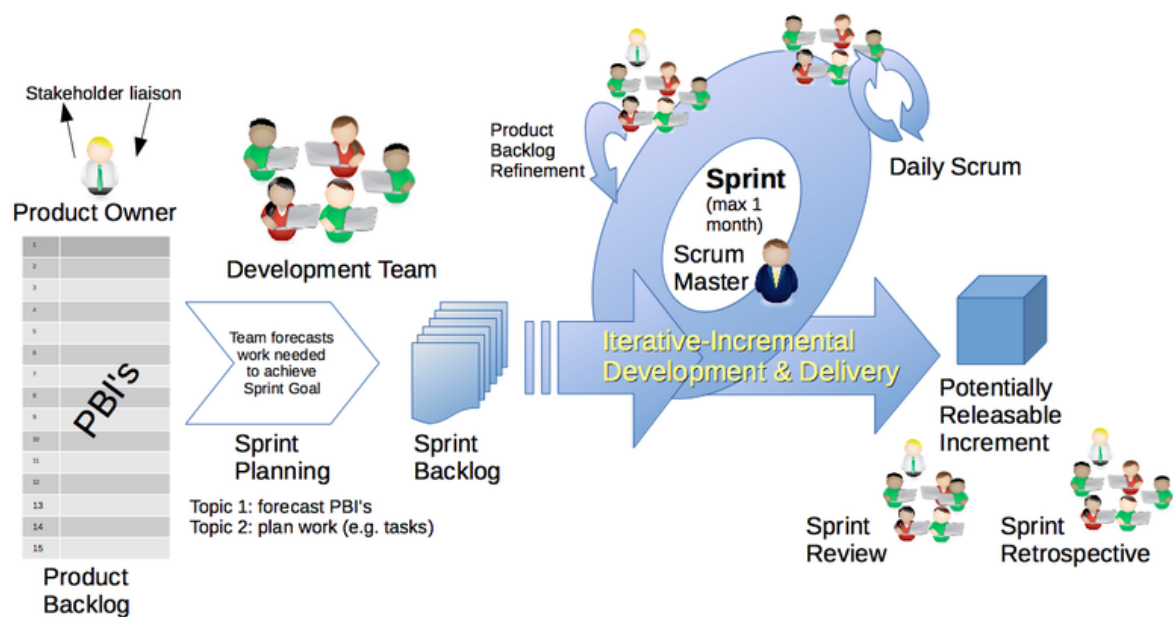 Stakeholder liaison
Product Owner
1
2
3
4
5
6
7
8
9
10
11
12
13
14
15
PBI's
Product
Backlog
Development Team
Team forecasts
work needed
to achieve
Sprint Goal
Sprint
Planning
Topic 1: forecast PBI's
Topic 2: plan work (e.g. tasks)
Sprint
Backlog
Product
Backlog
Refinement
Sprint
(max 1
month)
Scrum
Master
Daily Scrum
Iterative-Incremental
Development & Delivery
Potentially
Releasable
Increment
Sprint
Review
Sprint
Retrospective